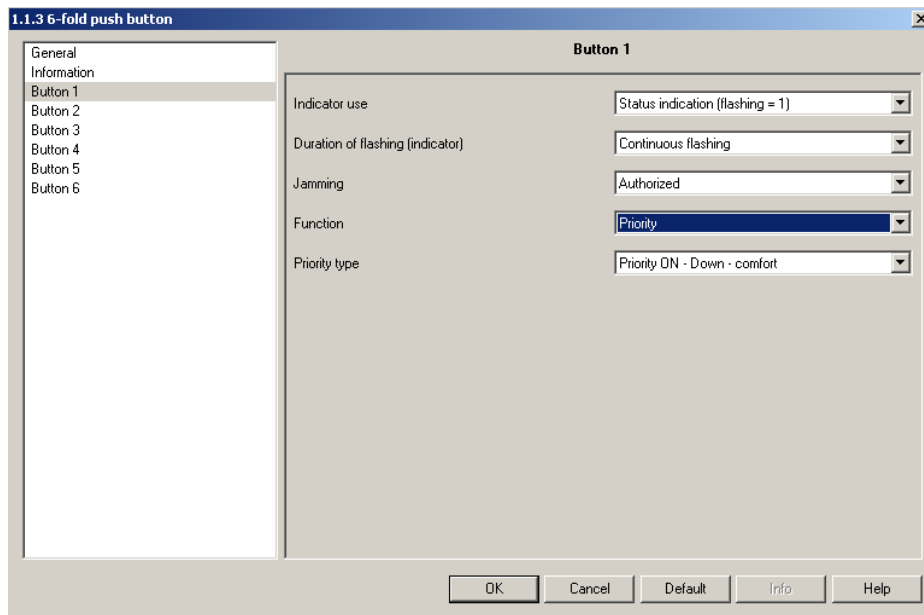 1.1.3 6-fold push button
General
Information
Button 1
Button 2
Button 3
Button 4
Button 5
Button 6
Button 1
Indicator use Status indication (flashing = 1)
Duration of flashing (indicator) Continuous flashing
Jamming Authorized
Function Priority
Priority type Priority ON - Down - comfort
OK Cancel Default Info Help